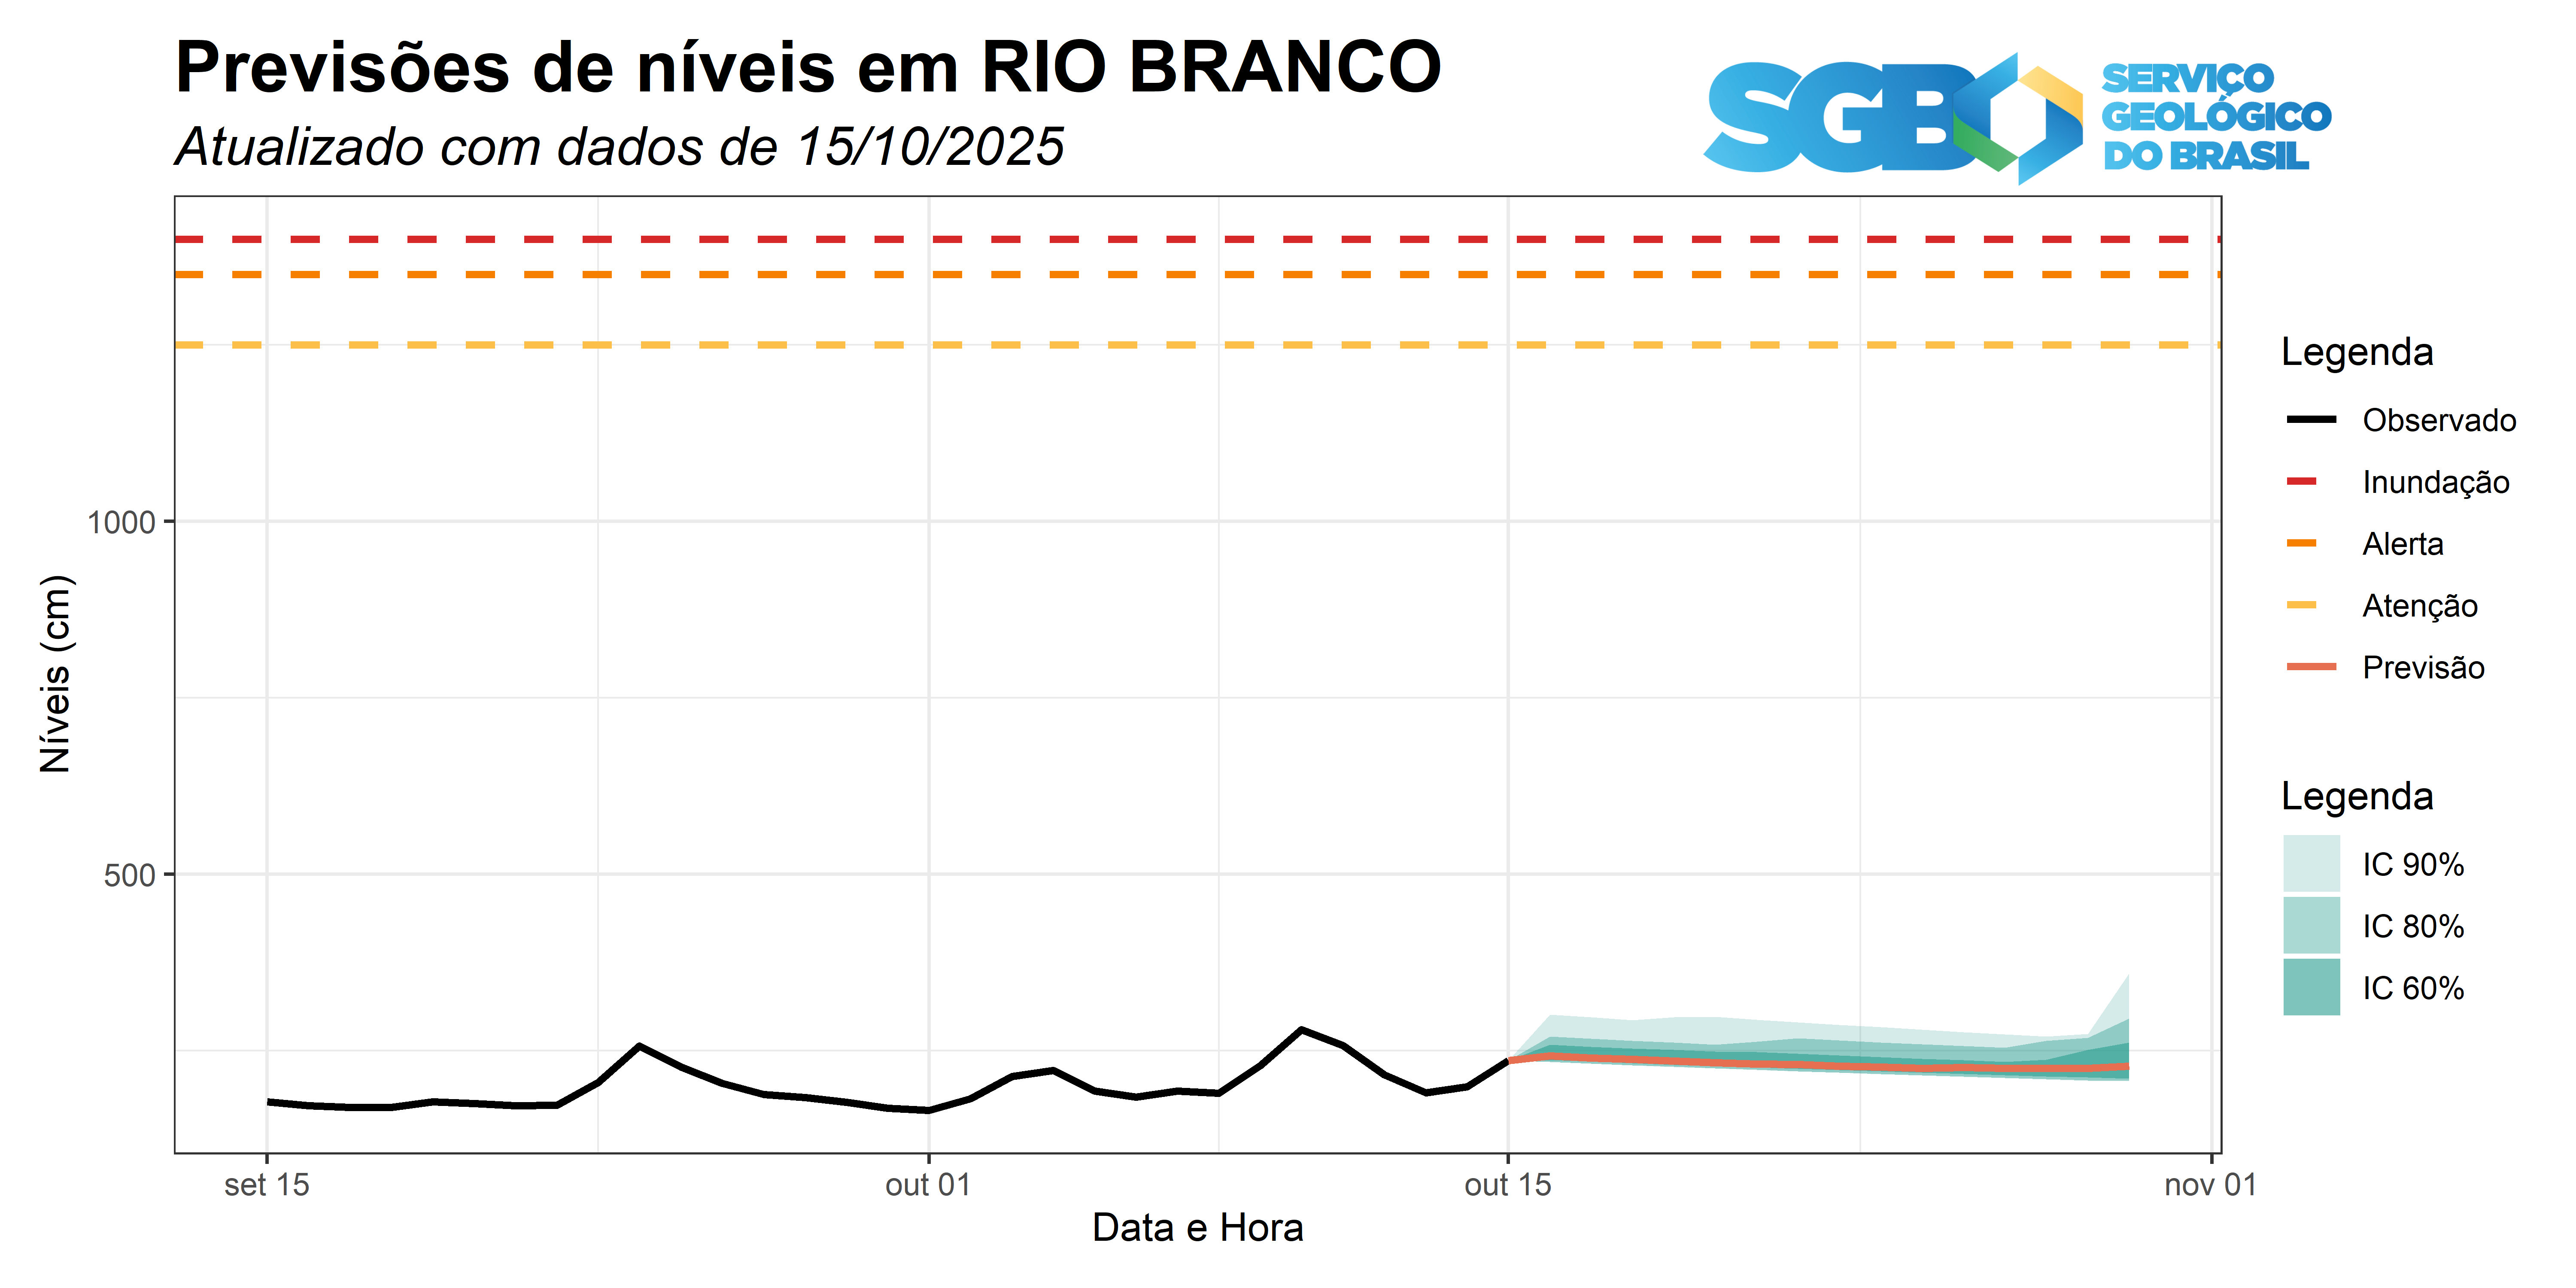 Previsões de níveis em RIO BRANCO
Atualizado com dados de 15/10/2025
SGB
SERVIÇO
GEOLÓGICO
DO BRASIL
Níveis (cm)
1000
500
set 15
out 01
out 15
nov 01
Data e Hora
Legenda
Observado
Inundação
Alerta
Atenção
Previsão
Legenda
IC 90%
IC 80%
IC 60%